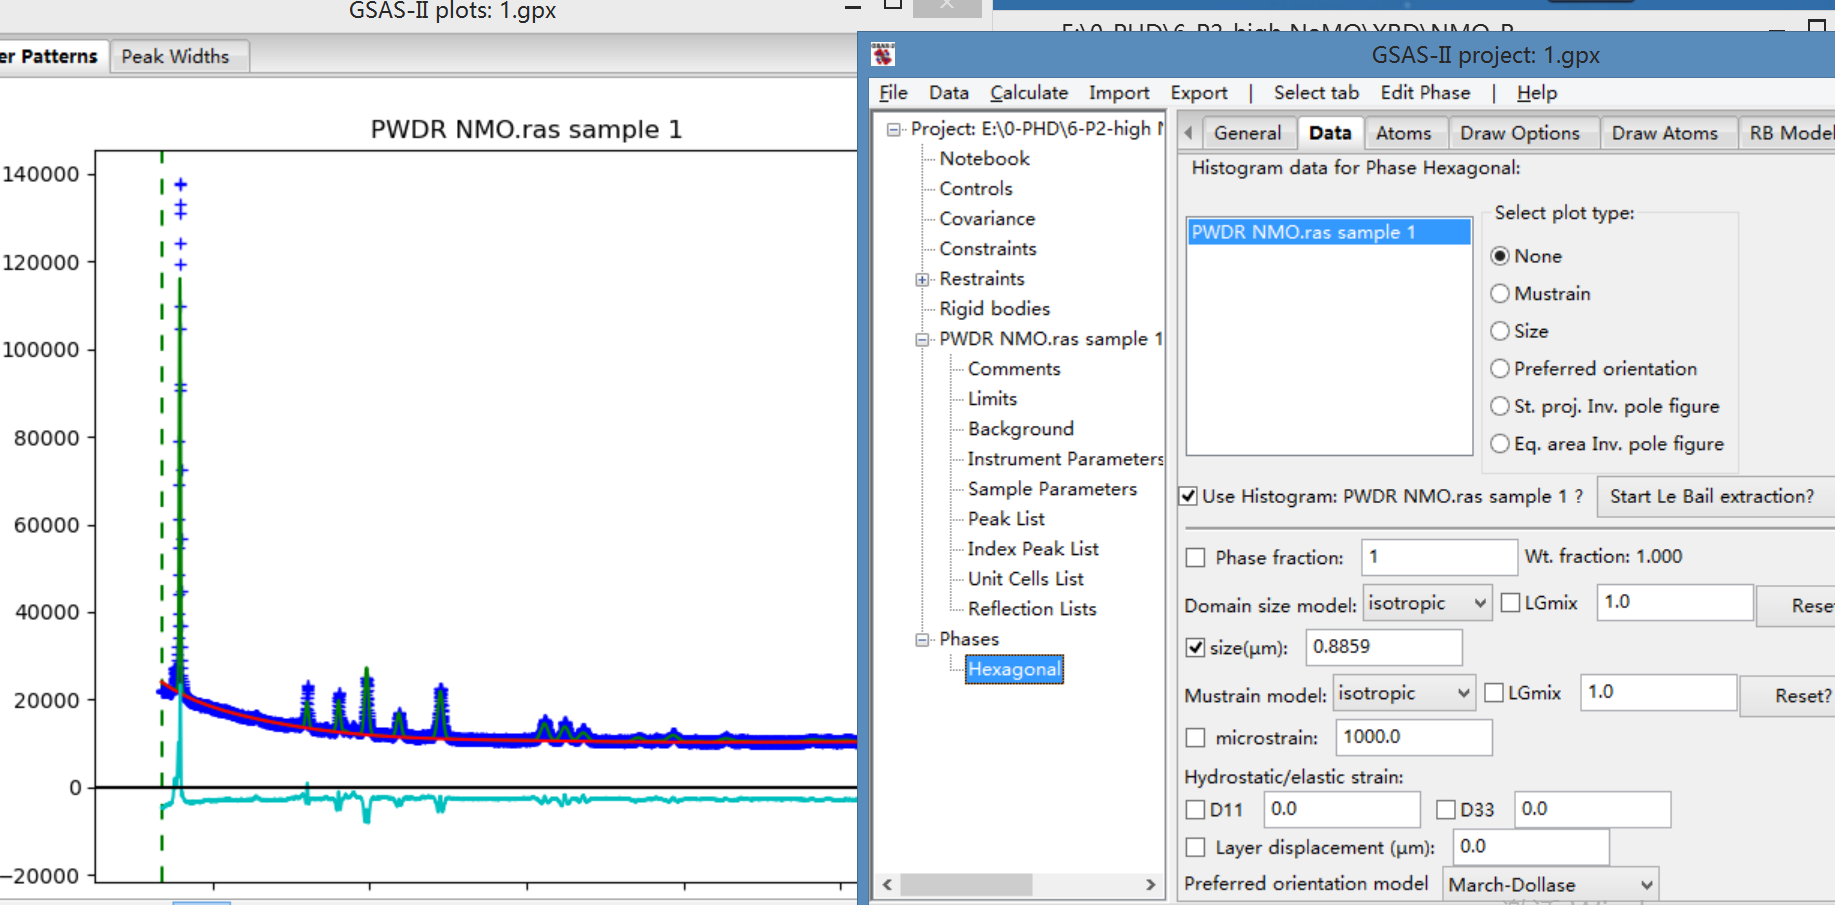 GSAS-II plots: 1.gpx
er Patterns
Peak Widths
PWDR NMO.ras sample 1
140000
120000
100000
80000
60000
40000
20000
0
−20000
GSAS-II project: 1.gpx
File Data Calculate Import Export | Select tab Edit Phase | Help
Project: E:\0-PHD\6-P2-high
Notebook
Controls
Covariance
Constraints
Restraints
Rigid bodies
PWDR NMO.ras sample 1
Comments
Limits
Background
Instrument Parameters
Sample Parameters
Peak List
Index Peak List
Unit Cells List
Reflection Lists
Phases
Hexagonal
General Data Atoms Draw Options Draw Atoms RB Model
Histogram data for Phase Hexagonal:
PWDR NMO.ras sample 1
Select plot type:
None
Mustrain
Size
Preferred orientation
St. proj. Inv. pole figure
Eq. area Inv. pole figure
Use Histogram: PWDR NMO.ras sample 1 ? Start Le Bail extraction?
Phase fraction: 1 Wt. fraction: 1.000
Domain size model: isotropic LGmix 1.0 Rese
size(μm): 0.8859
Mustrain model: isotropic LGmix 1.0 Reset?
microstrain: 1000.0
Hydrostatic/elastic strain:
D11 0.0 D33 0.0
Layer displacement (μm): 0.0
Preferred orientation model March-Dollase